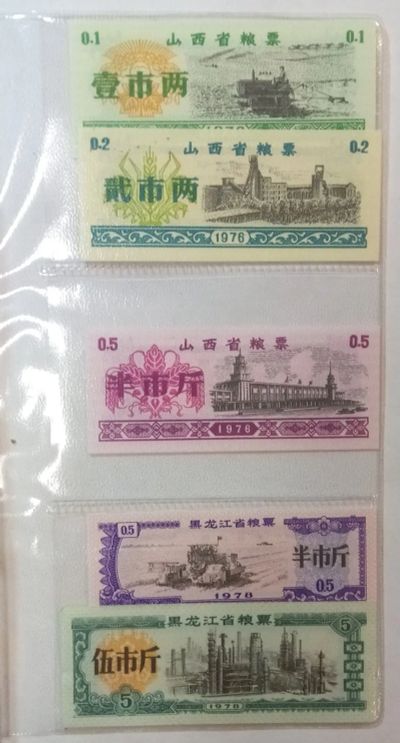 0.1 山西省粮票 0.1
壹市两
0.2 山西省粮票 0.2
贰市两
1976
0.5 山西省粮票 0.5
半市斤
1976
0.5 黑龙江省粮票
半市斤
1978 0.5
黑龙江省粮票 5
伍市斤
5 1978